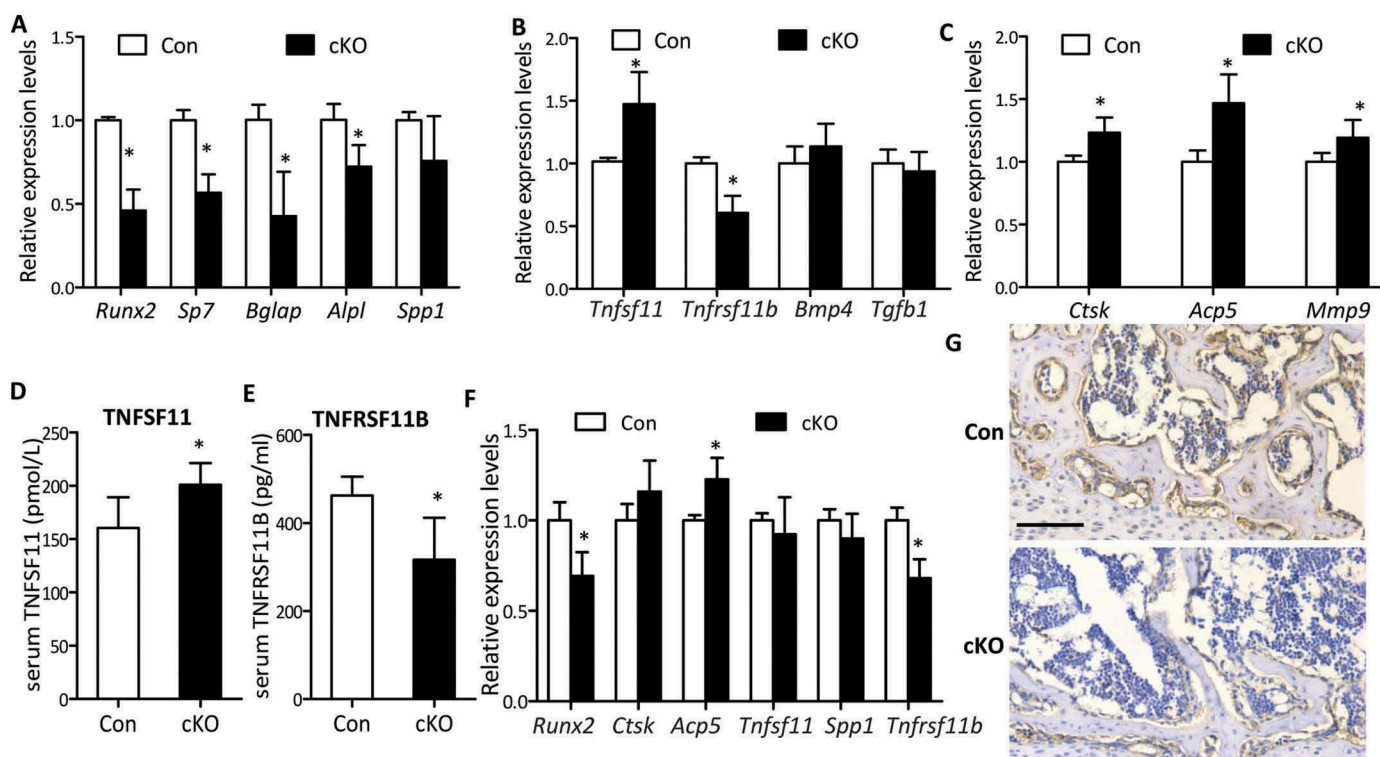 A
Con
cKO
Relative expression levels
1.5
1.0
0.5
0.0
*
*
*
*
Runx2 Sp7 Bglap Alpl Spp1
B
Con
cKO
Relative expression levels
2.0
1.5
1.0
0.5
0.0
*
*
Tnfsf11 Tnfrsf11b Bmp4 Tgfb1
C
Con
cKO
Relative expression levels
2.0
1.5
1.0
0.5
0.0
*
*
*
Ctsk Acp5 Mmp9
D
TNFSF11
serum TNFSF11 (pmol/L)
250
200
150
100
50
0
*
Con cKO
E
TNFRSF11B
serum TNFRSF11B (pg/ml)
600
400
200
0
*
Con cKO
F
Con
cKO
Relative expression levels
1.5
1.0
0.5
0.0
*
*
*
Runx2 Ctsk Acp5 Tnfsf11 Spp1 Tnfrsf11b
G
Con
cKO